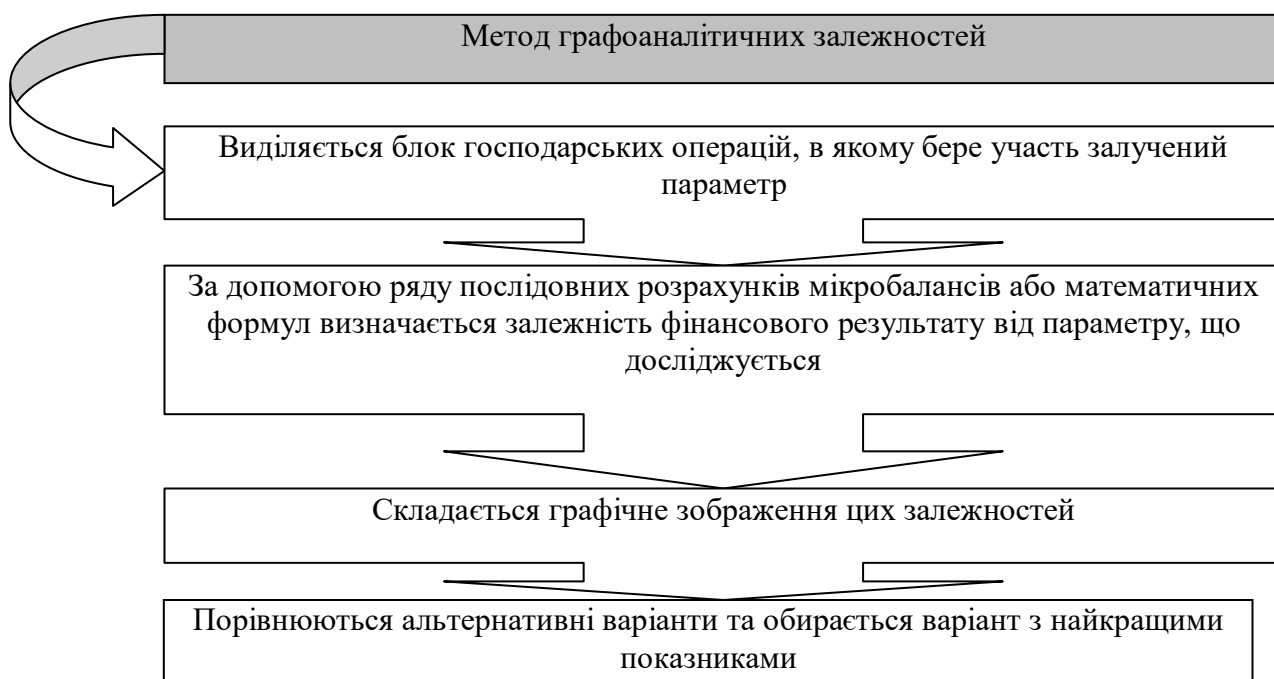 Метод графоаналітичних залежностей
Виділяється блок господарських операцій, в якому бере участь залучений
параметр
За допомогою ряду послідовних розрахунків мікробалансів або математичних
формул визначається залежність фінансового результату від параметру, що
досліджується
Складається графічне зображення цих залежностей
Порівнюються альтернативні варіанти та обирається варіант з найкращими
показниками